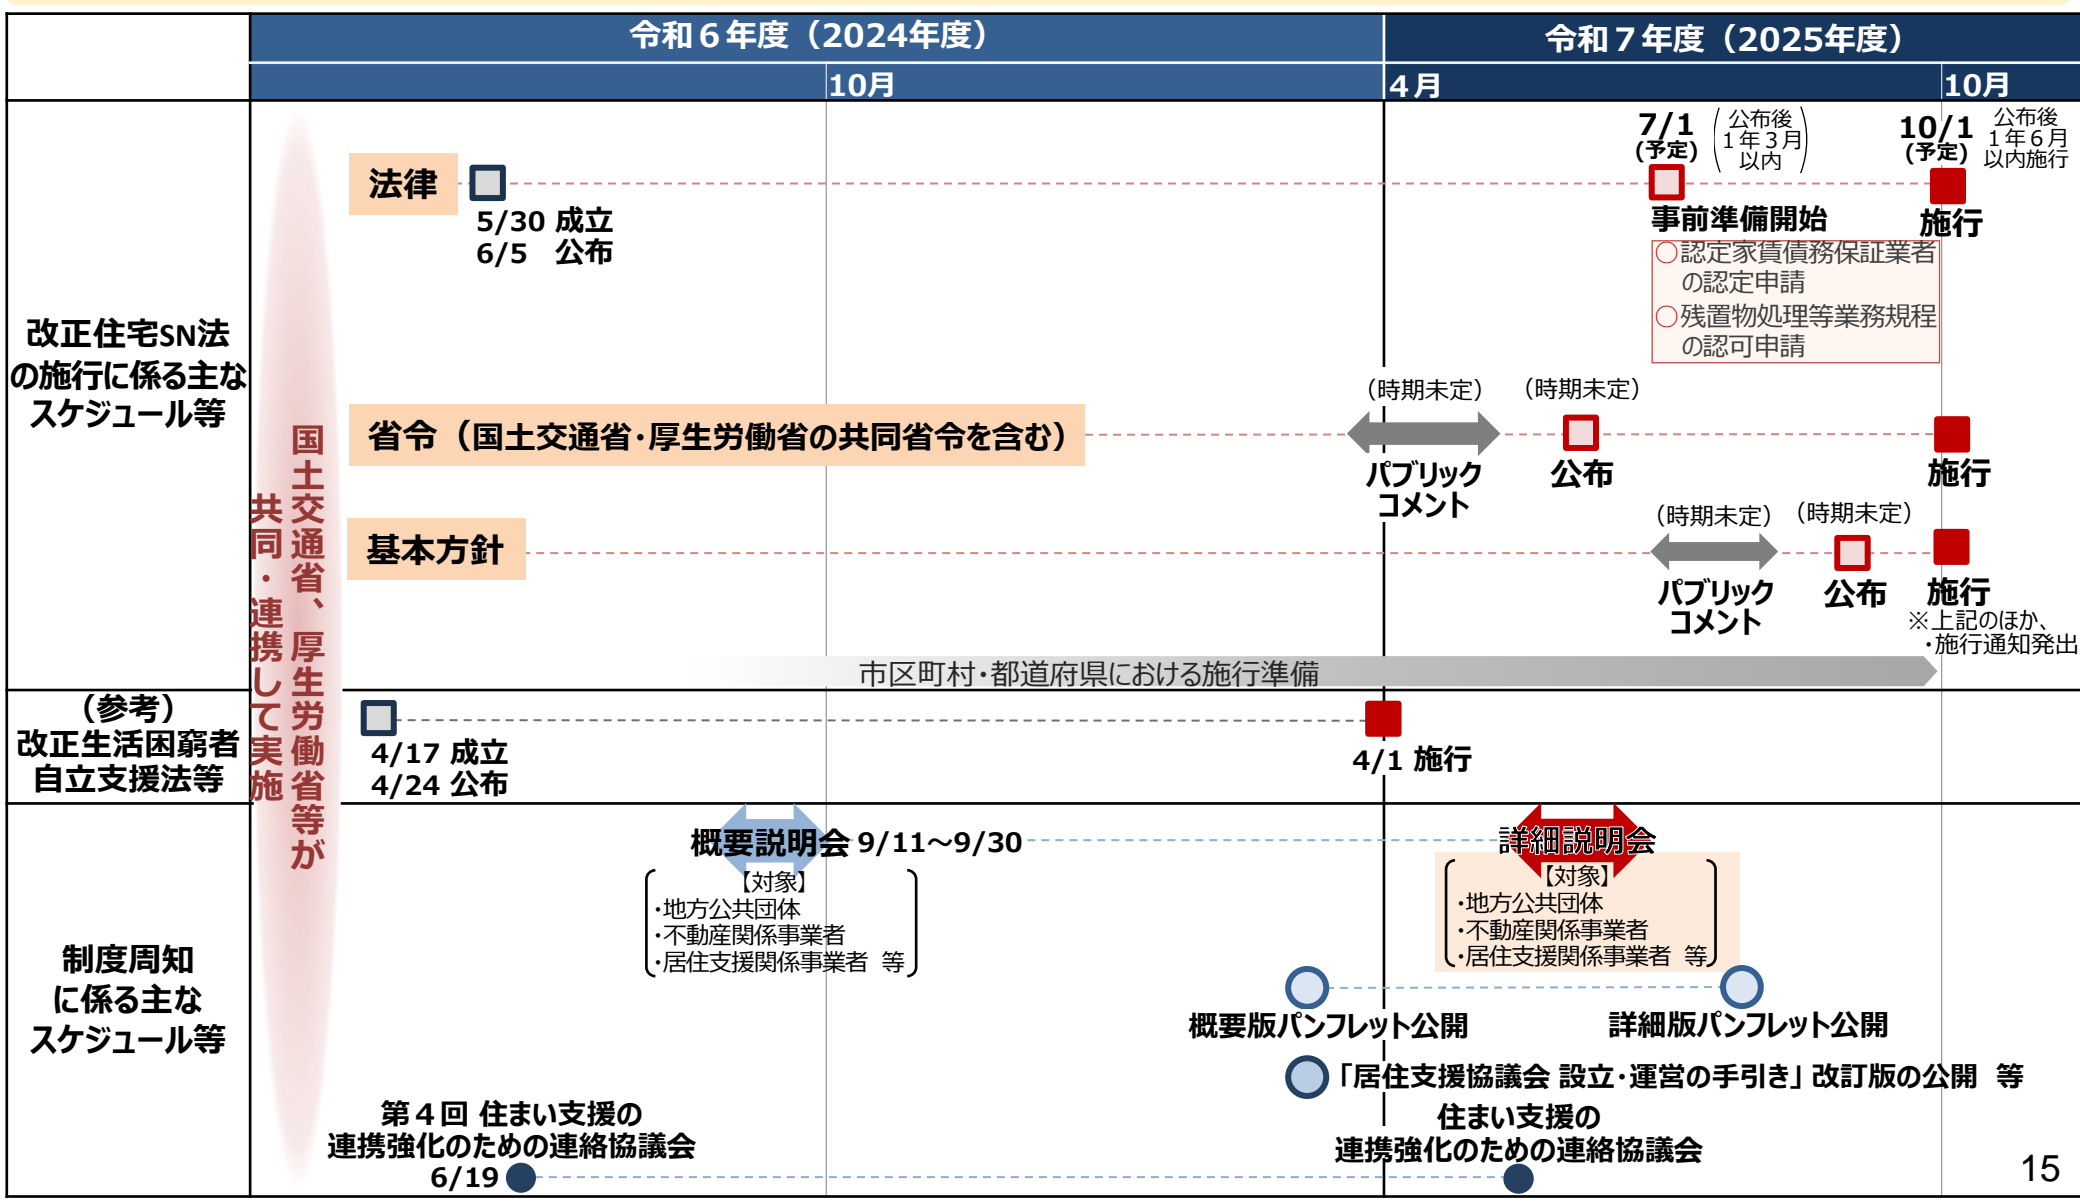 令和６年度（2024年度）
令和７年度（2025年度）
10月
４月
10月
改正住宅SN法
の施行に係る主な
スケジュール等
国土交通省、厚生労働省等が
共同・連携して実施
法律
5/30 成立
6/5 公布
7/1
(予定)
公布後
１年３月
以内
事前準備開始
○認定家賃債務保証業者
の認定申請
○残置物処理等業務規程
の認可申請
10/1
(予定)
公布後
１年６月
以内施行
施行
省令（国土交通省・厚生労働省の共同省令を含む）
（時期未定）
パブリック
コメント
（時期未定）
公布
施行
基本方針
（時期未定）
パブリック
コメント
（時期未定）
公布
施行
※上記のほか、
・施行通知発出
市区町村・都道府県における施行準備
（参考）
改正生活困窮者
自立支援法等
4/17 成立
4/24 公布
4/1 施行
制度周知
に係る主な
スケジュール等
概要説明会 9/11～9/30
【対象】
・地方公共団体
・不動産関係事業者
・居住支援関係事業者 等
詳細説明会
【対象】
・地方公共団体
・不動産関係事業者
・居住支援関係事業者 等
概要版パンフレット公開
詳細版パンフレット公開
「居住支援協議会 設立・運営の手引き」改訂版の公開 等
第４回 住まい支援の
連携強化のための連絡協議会
6/19
住まい支援の
連携強化のための連絡協議会
15